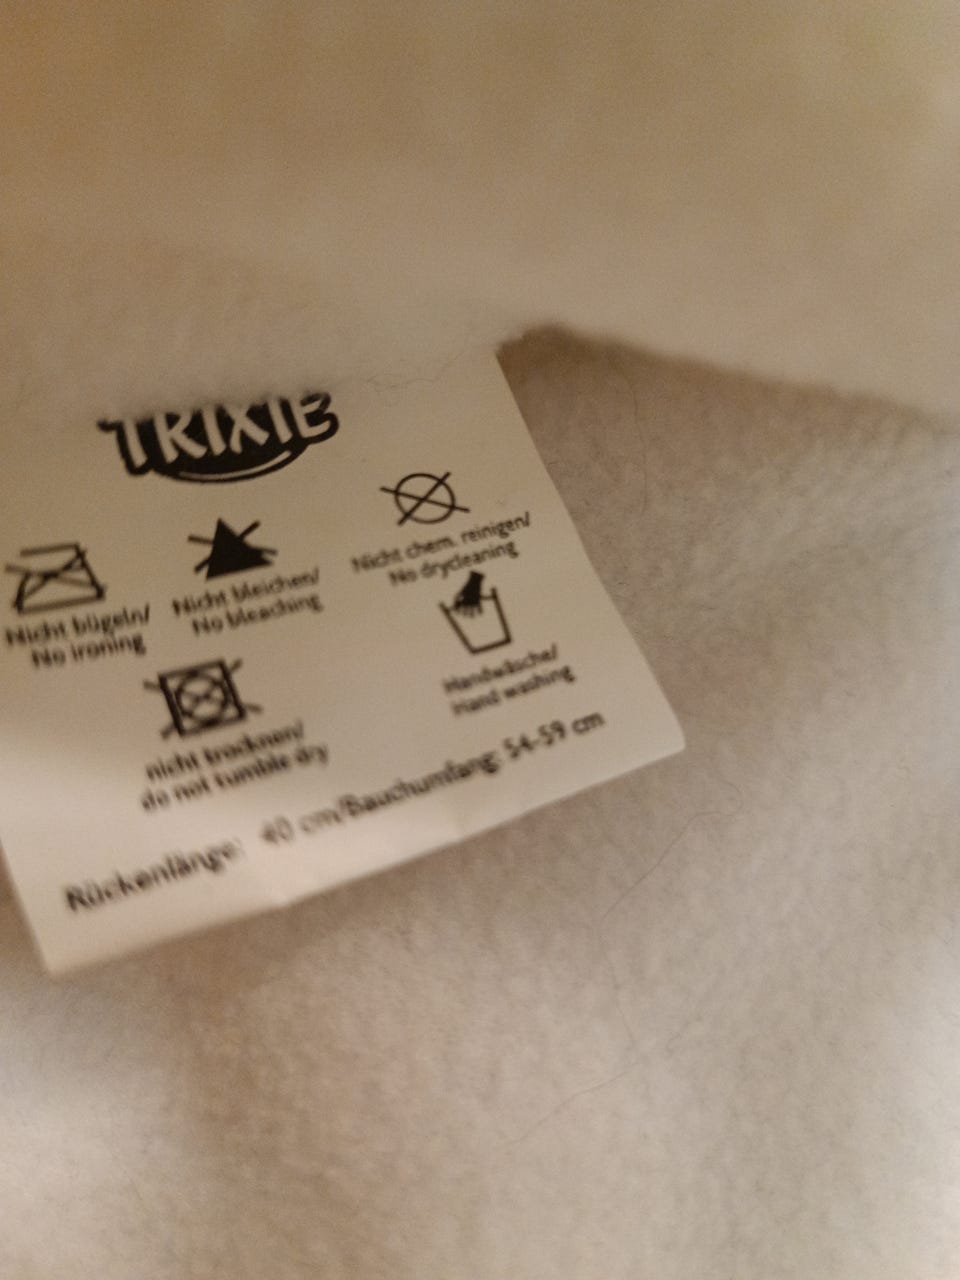 TRIXIE
Nicht chem. reinigen/
No drycleaning
Nicht bleichen/
No bleaching
Nicht bügeln/
No ironing
Handwäsche/
Hand washing
nicht trocknen/
do not tumble dry
Rückenlänge: 40 cm/Bauchumfang: 54-59 cm